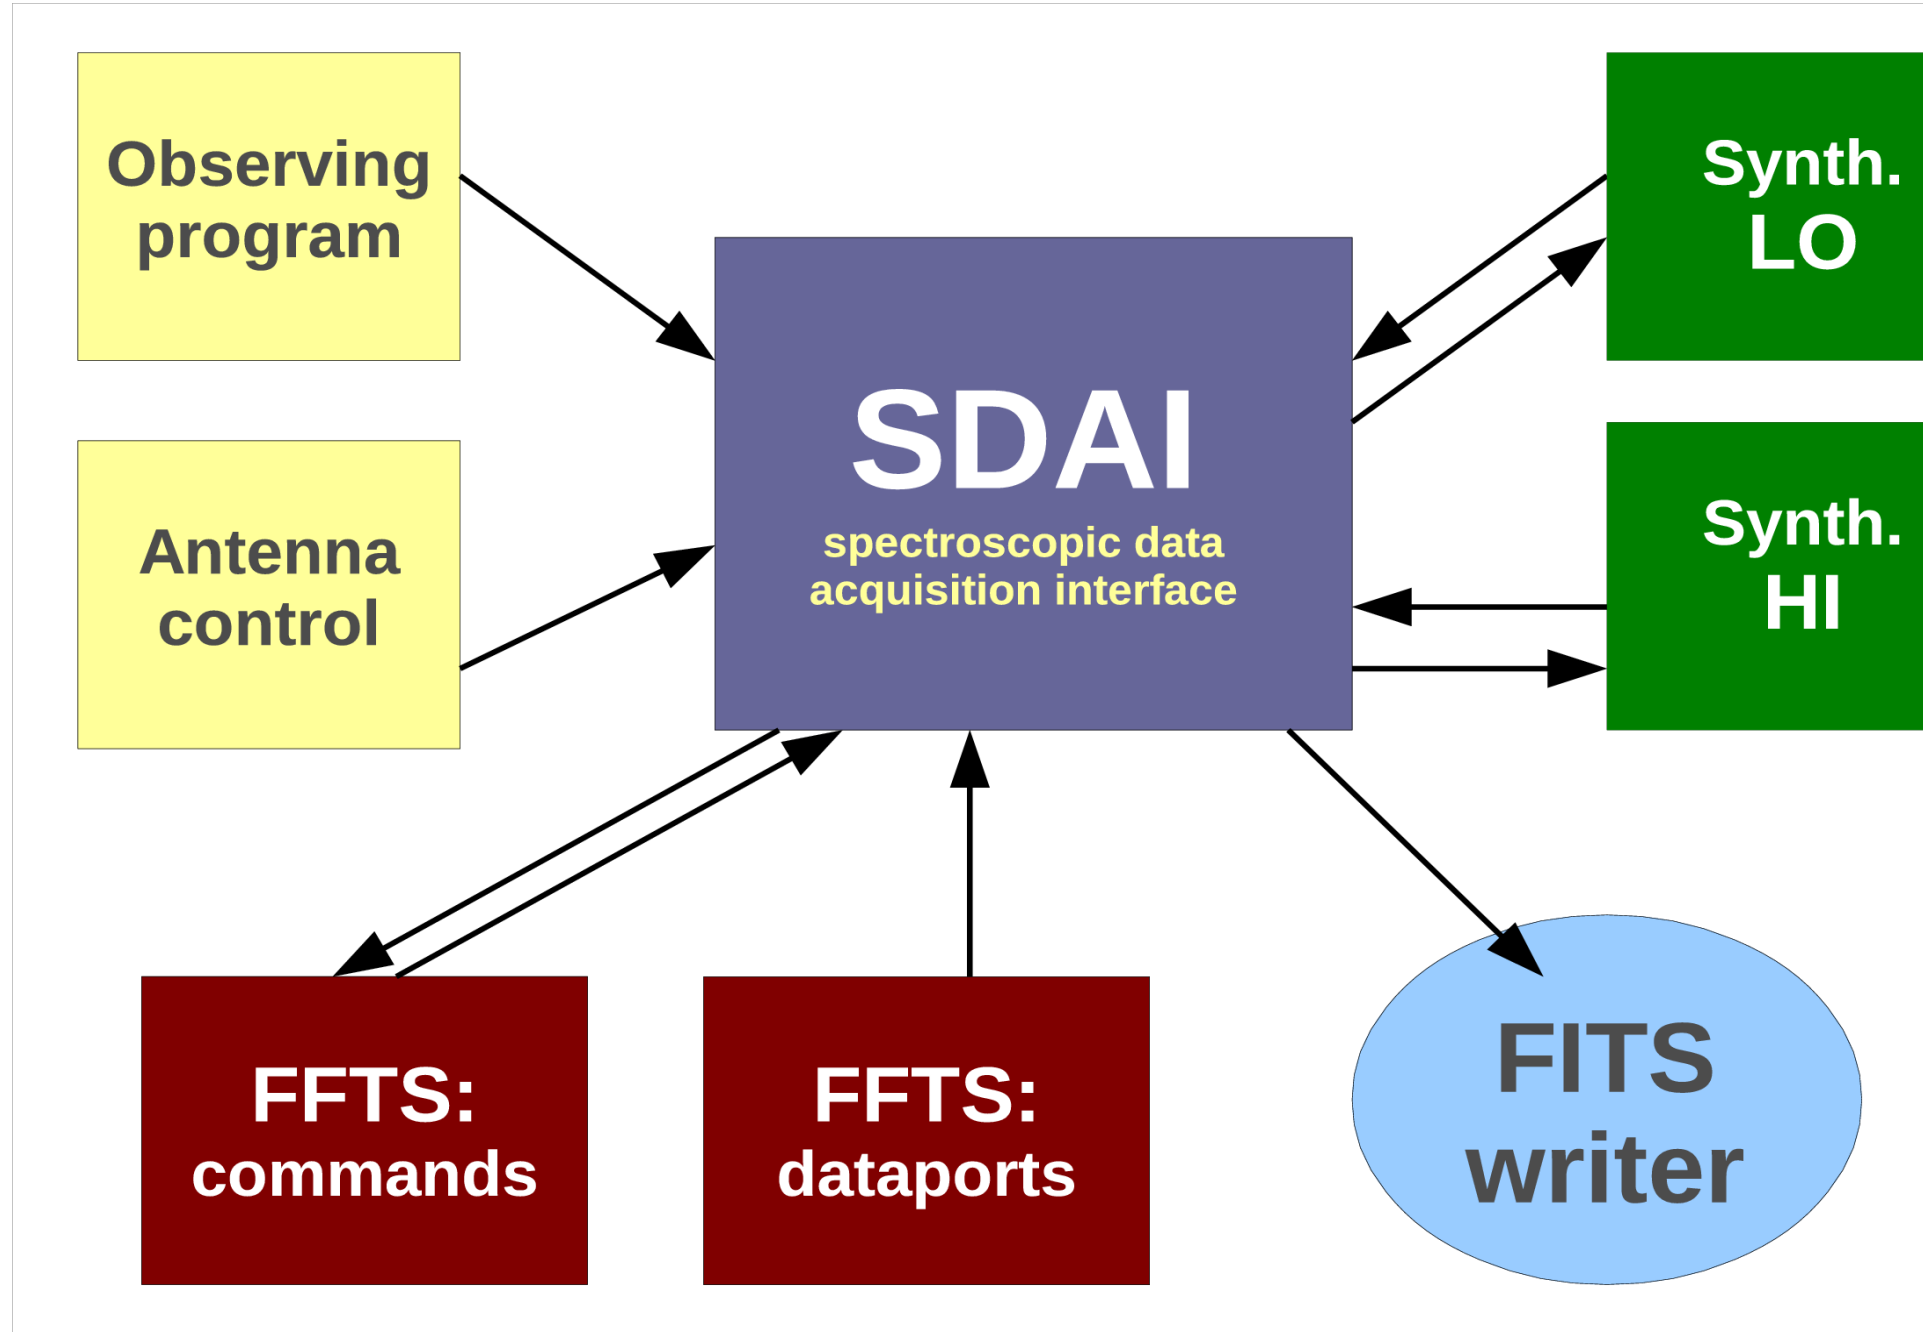 Observing
program
Antenna
control
SDAI
spectroscopic data
acquisition interface
Synth.
LO
Synth.
HI
FFTS:
commands
FFTS:
dataports
FITS
writer